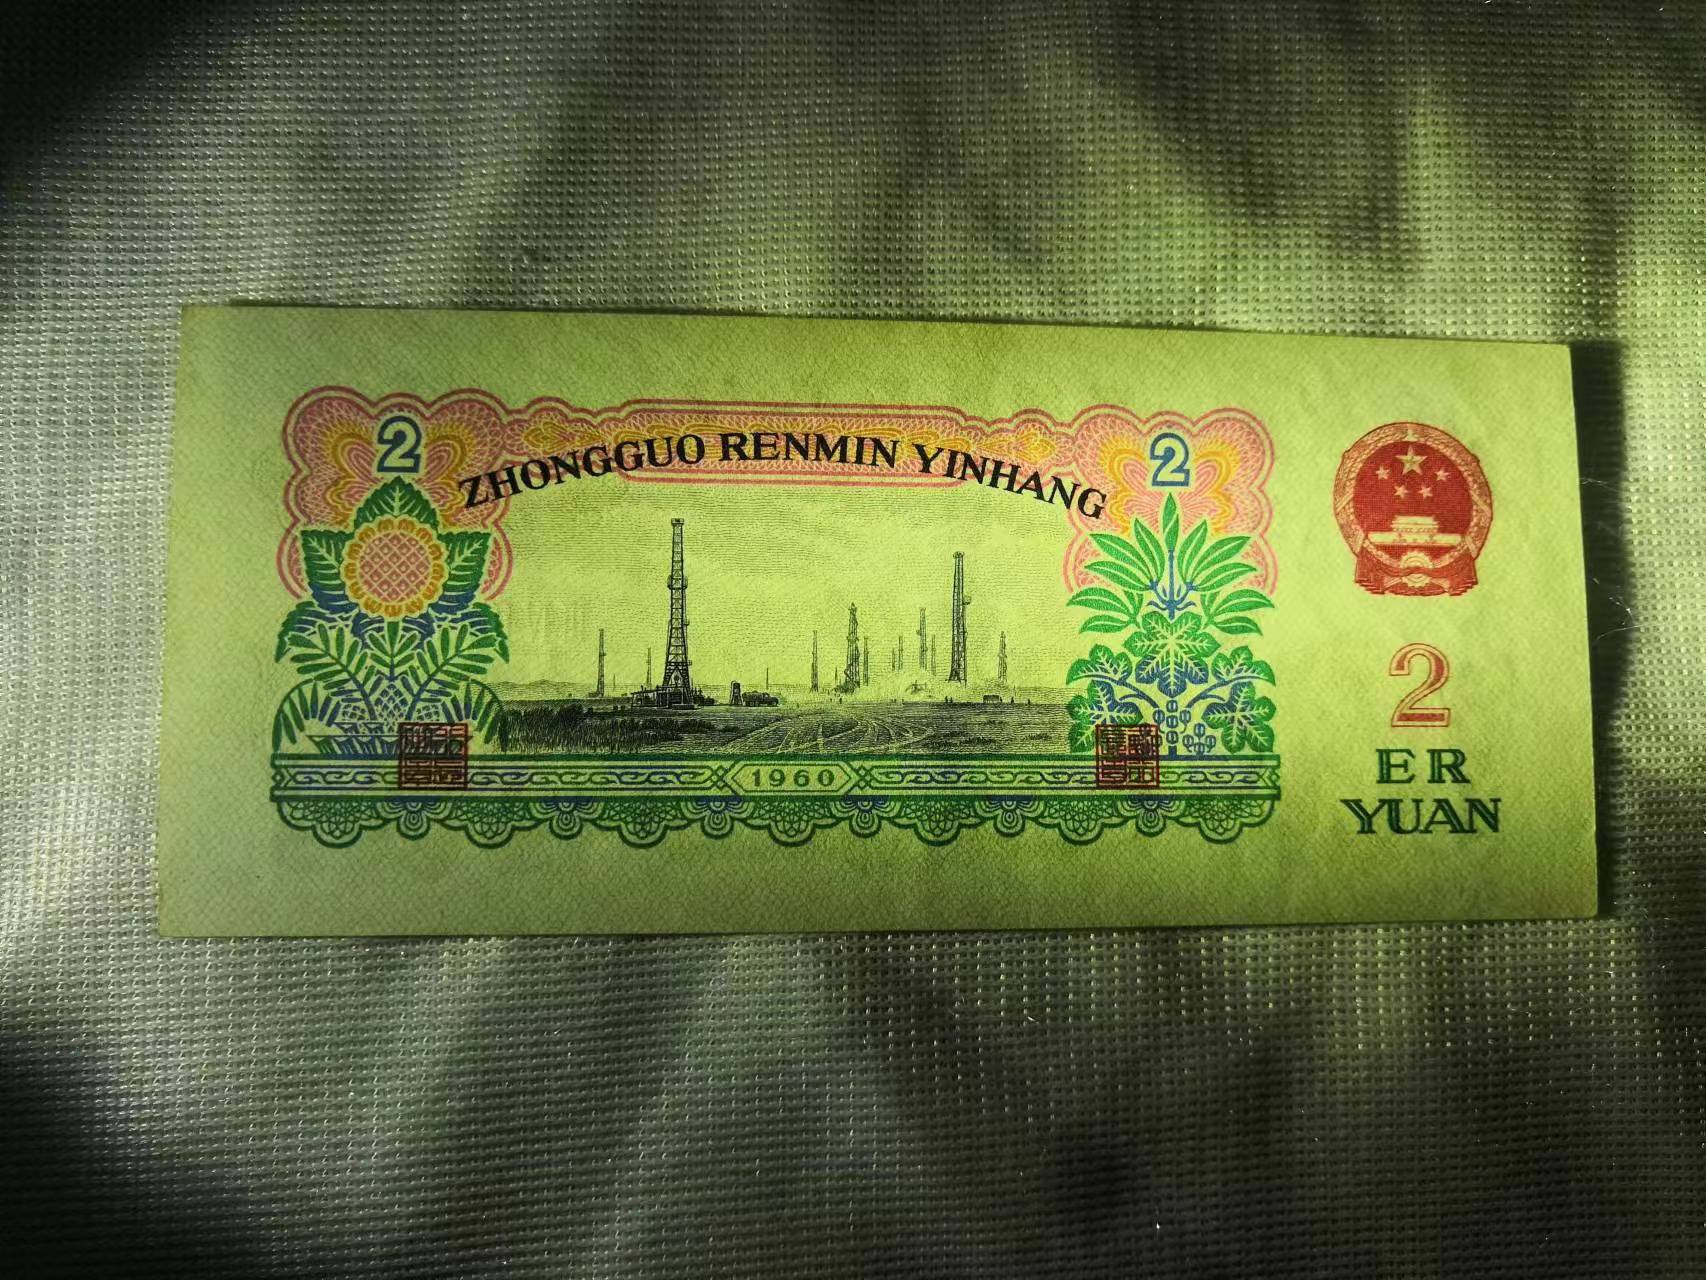 2
2
ZHONGGUO RENMIN YINHANG
2
ER
YUAN
1960